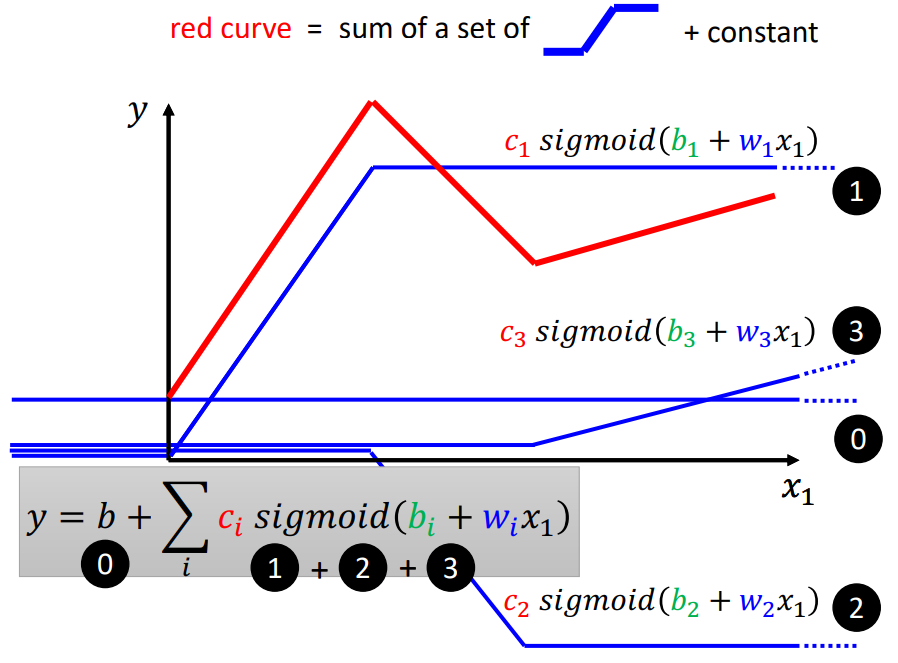 red curve = sum of a set of + constant
y
c₁ sigmoid(b₁ + w₁x₁)
1
c₃ sigmoid(b₃ + w₃x₁)
3
0
x₁
y = b + ∑ᵢ cᵢ sigmoid(bᵢ + wᵢx₁)
0 1 + 2 + 3
c₂ sigmoid(b₂ + w₂x₁)
2